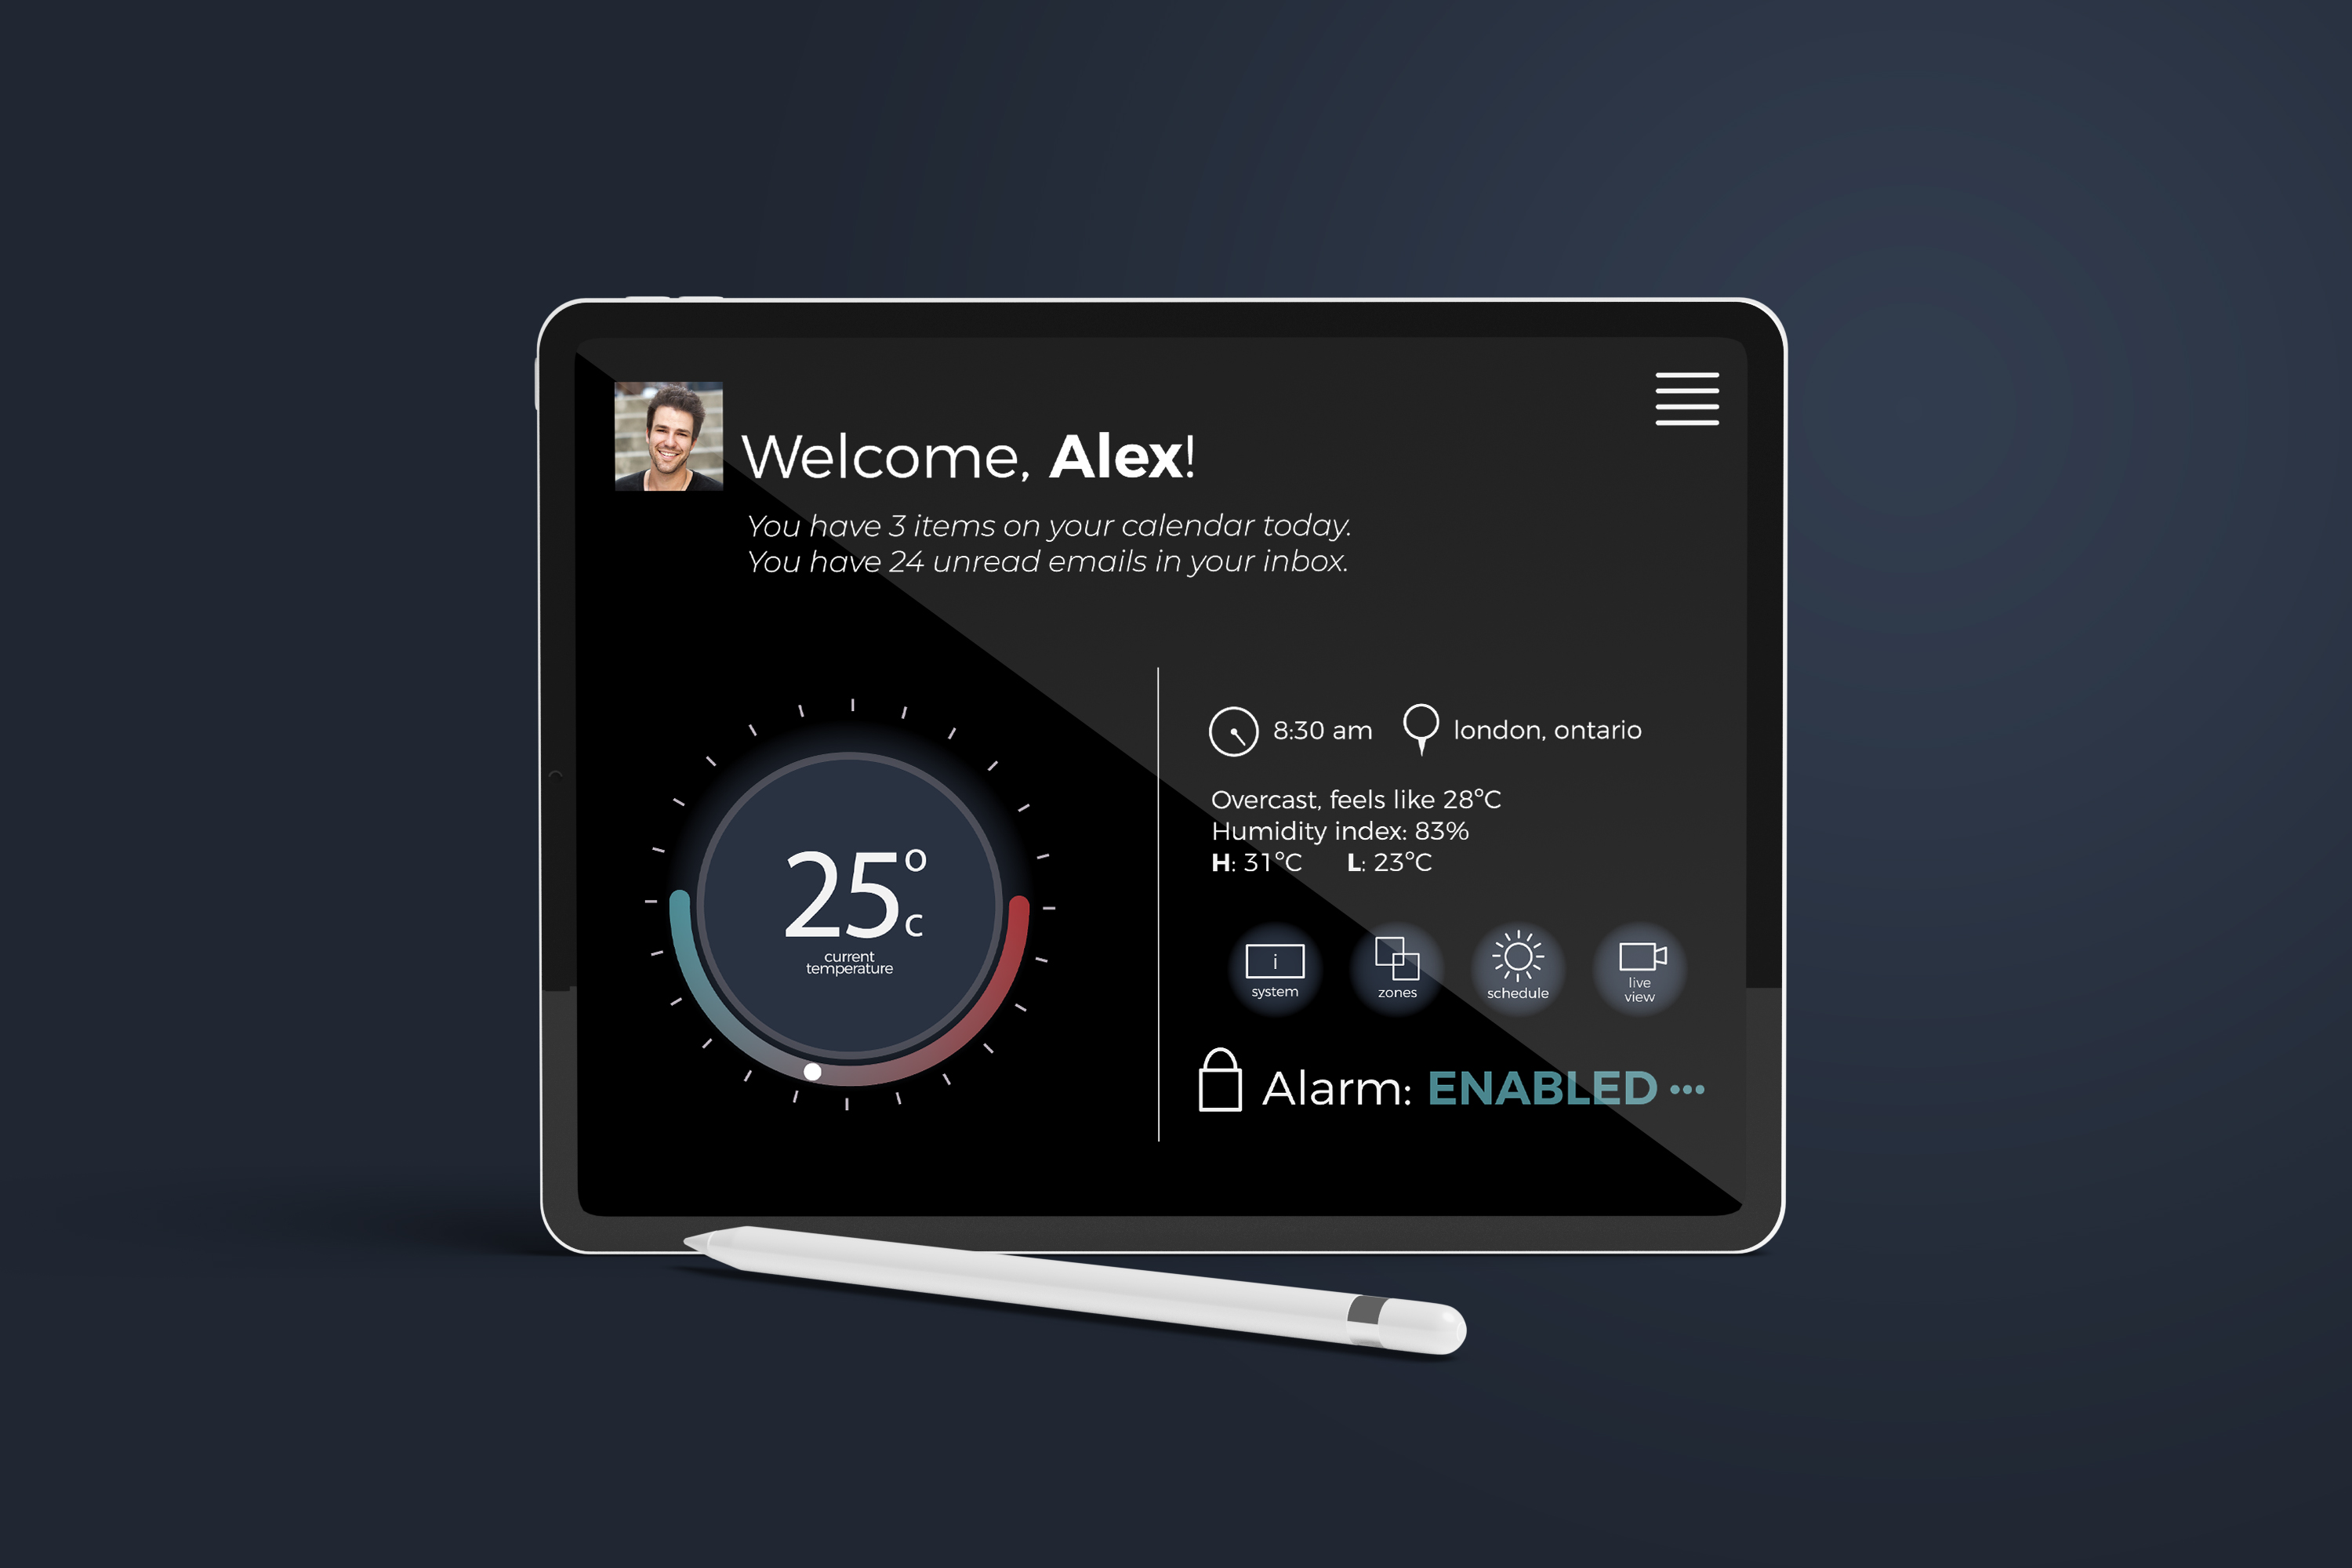 Welcome, Alex!
You have 3 items on your calendar today.
You have 24 unread emails in your inbox.
25°c
current
temperature
8:30 am
london, ontario
Overcast, feels like 28°C
Humidity index: 83%
H: 31°C L: 23°C
i
system
zones
schedule
live
view
Alarm: ENABLED •••